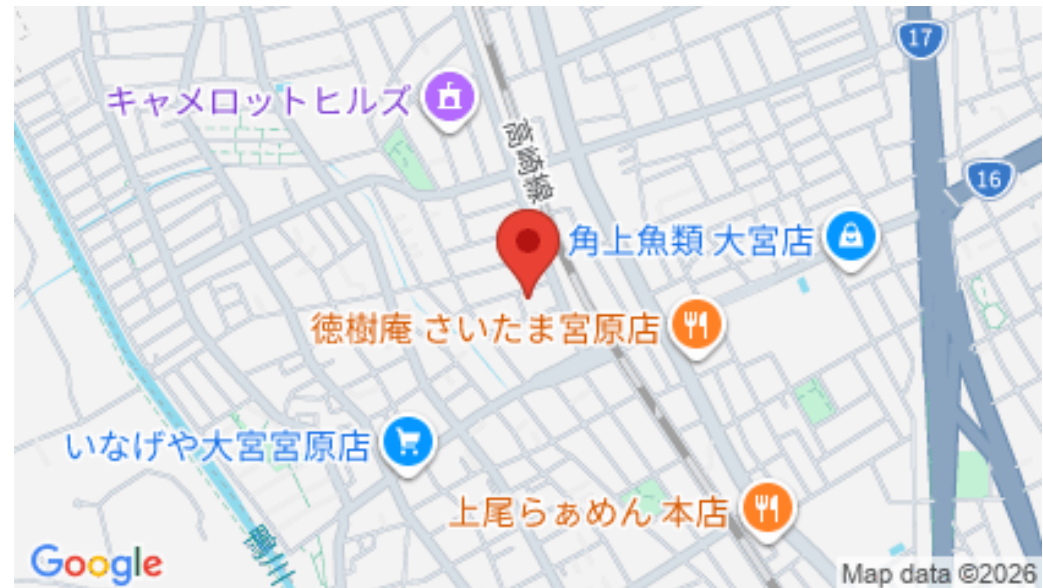 17
キャメロットヒルズ
高崎線
16
角上魚類 大宮店
徳樹庵 さいたま宮原店
いなげや大宮宮原店
上尾らぁめん 本店
鴨川
Google
Map data ©2026